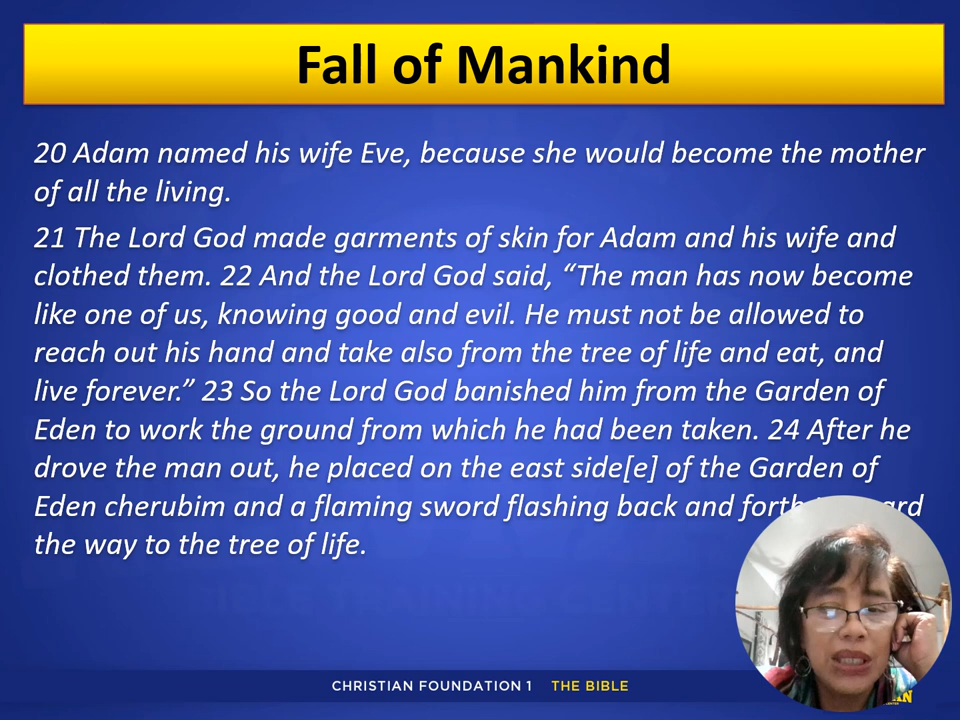 Fall of Mankind
20 Adam named his wife Eve, because she would become the mother
of all the living.
21 The Lord God made garments of skin for Adam and his wife and
clothed them. 22 And the Lord God said, “The man has now become
like one of us, knowing good and evil. He must not be allowed to
reach out his hand and take also from the tree of life and eat, and
live forever.” 23 So the Lord God banished him from the Garden of
Eden to work the ground from which he had been taken. 24 After he
drove the man out, he placed on the east side[e] of the Garden of
Eden cherubim and a flaming sword flashing back and forth
the way to the tree of life.
CHRISTIAN FOUNDATION 1 THE BIBLE